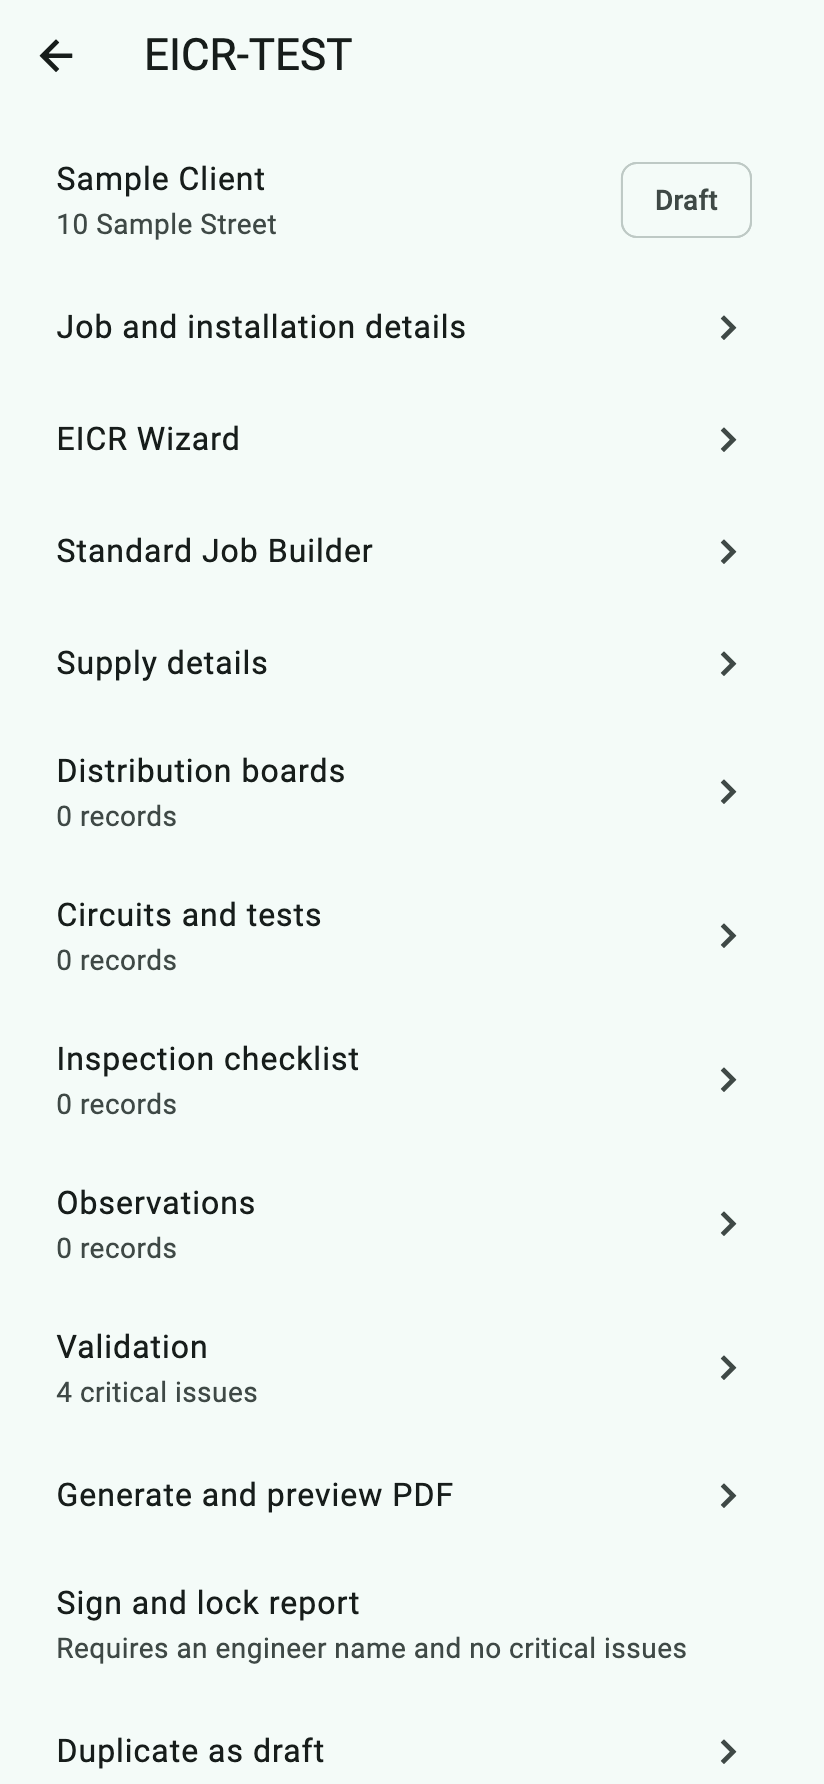 EICR-TEST
Sample Client
10 Sample Street
Draft
Job and installation details
EICR Wizard
Standard Job Builder
Supply details
Distribution boards
0 records
Circuits and tests
0 records
Inspection checklist
0 records
Observations
0 records
Validation
4 critical issues
Generate and preview PDF
Sign and lock report
Requires an engineer name and no critical issues
Duplicate as draft